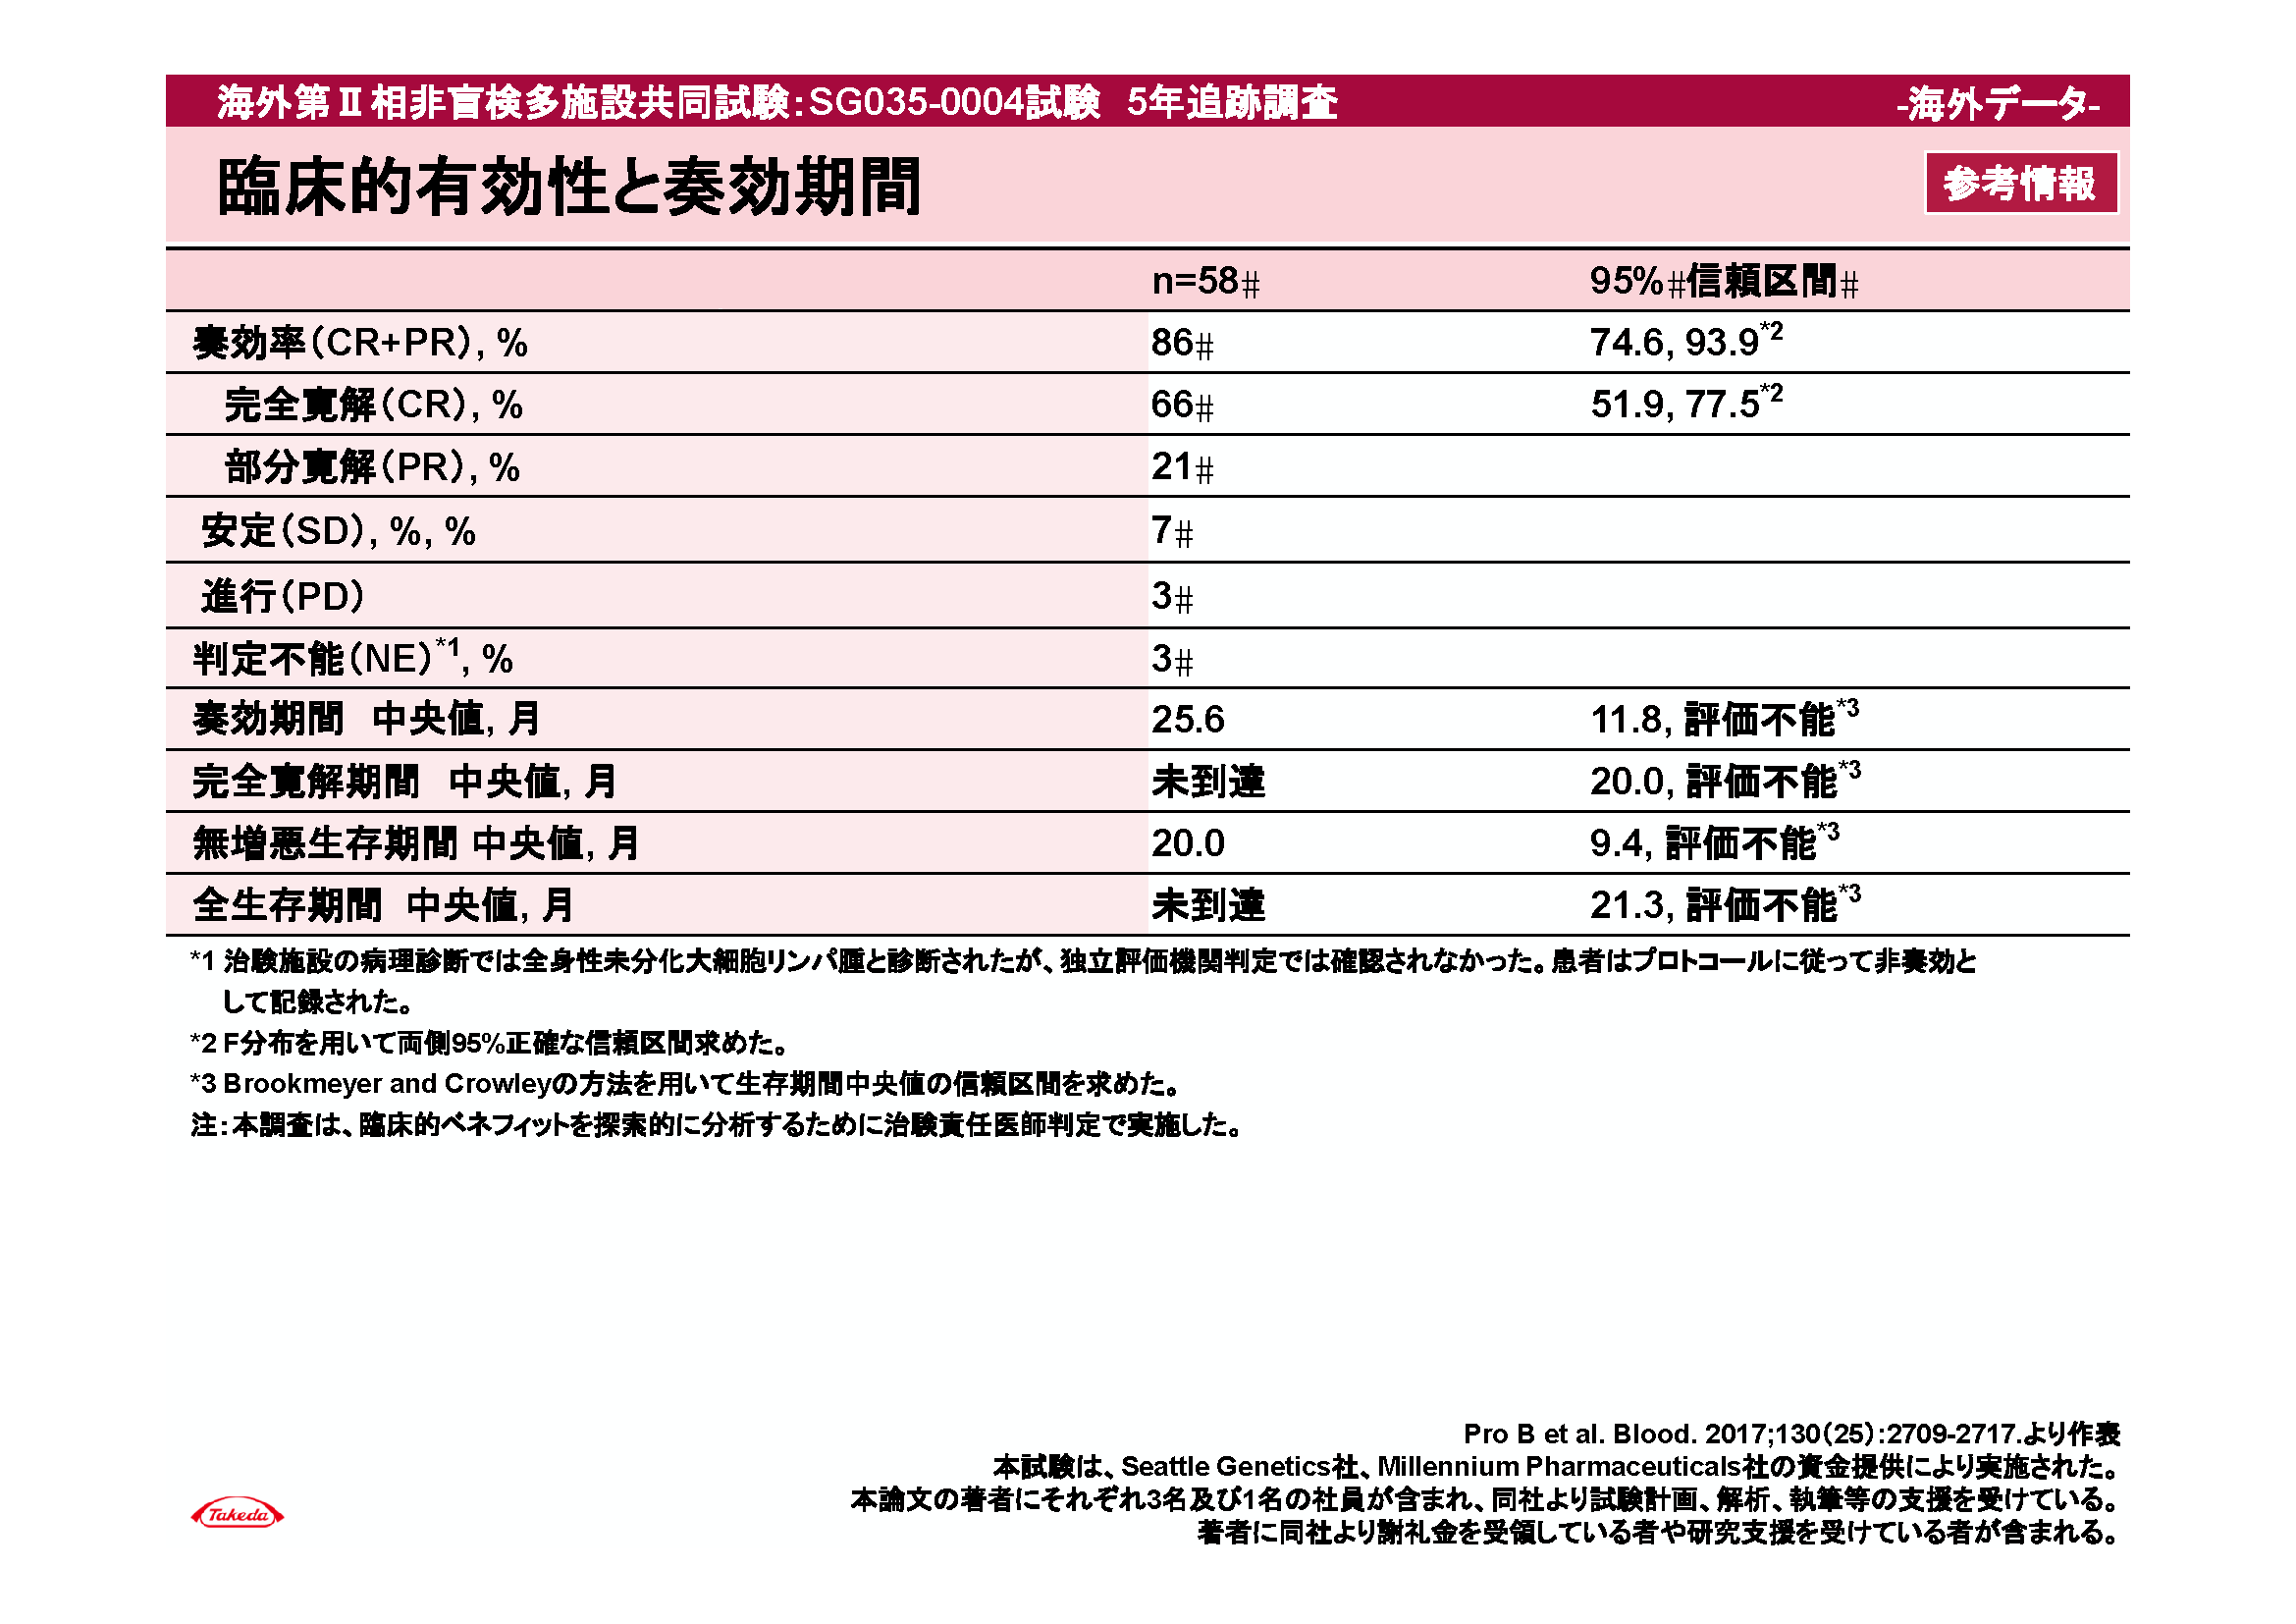 海外第Ⅱ相非盲検多施設共同試験：SG035-0004試験　5年追跡調査　-海外データ-
臨床的有効性と奏効期間　参考情報
n=58#　95%#信頼区間#
奏効率（CR+PR）, %　86#　74.6, 93.9*2
完全寛解（CR）, %　66#　51.9, 77.5*2
部分寛解（PR）, %　21#
安定（SD）, %, %　7#
進行（PD）　3#
判定不能（NE）*1, %　3#
奏効期間　中央値, 月　25.6　11.8, 評価不能*3
完全寛解期間　中央値, 月　未到達　20.0, 評価不能*3
無増悪生存期間 中央値, 月　20.0　9.4, 評価不能*3
全生存期間　中央値, 月　未到達　21.3, 評価不能*3
*1 治験施設の病理診断では全身性未分化大細胞リンパ腫と診断されたが、独立評価機関判定では確認されなかった。患者はプロトコールに従って非奏効と
して記録された。
*2 F分布を用いて両側95%正確な信頼区間求めた。
*3 Brookmeyer and Crowleyの方法を用いて生存期間中央値の信頼区間を求めた。
注：本調査は、臨床的ベネフィットを探索的に分析するために治験責任医師判定で実施した。
Pro B et al. Blood. 2017;130（25）:2709-2717.より作表
本試験は、Seattle Genetics社、Millennium Pharmaceuticals社の資金提供により実施された。
本論文の著者にそれぞれ3名及び1名の社員が含まれ、同社より試験計画、解析、執筆等の支援を受けている。
著者に同社より謝礼金を受領している者や研究支援を受けている者が含まれる。
Takeda